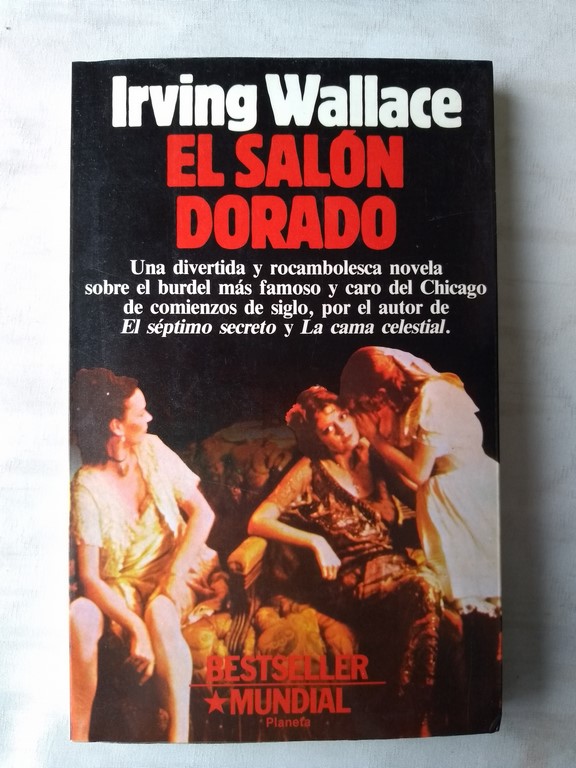 Irving Wallace
EL SALÓN
DORADO
Una divertida y rocambolesca novela
sobre el burdel más famoso y caro del Chicago
de comienzos de siglo, por el autor de
El séptimo secreto y La cama celestial.
BESTSELLER
★MUNDIAL
Planeta